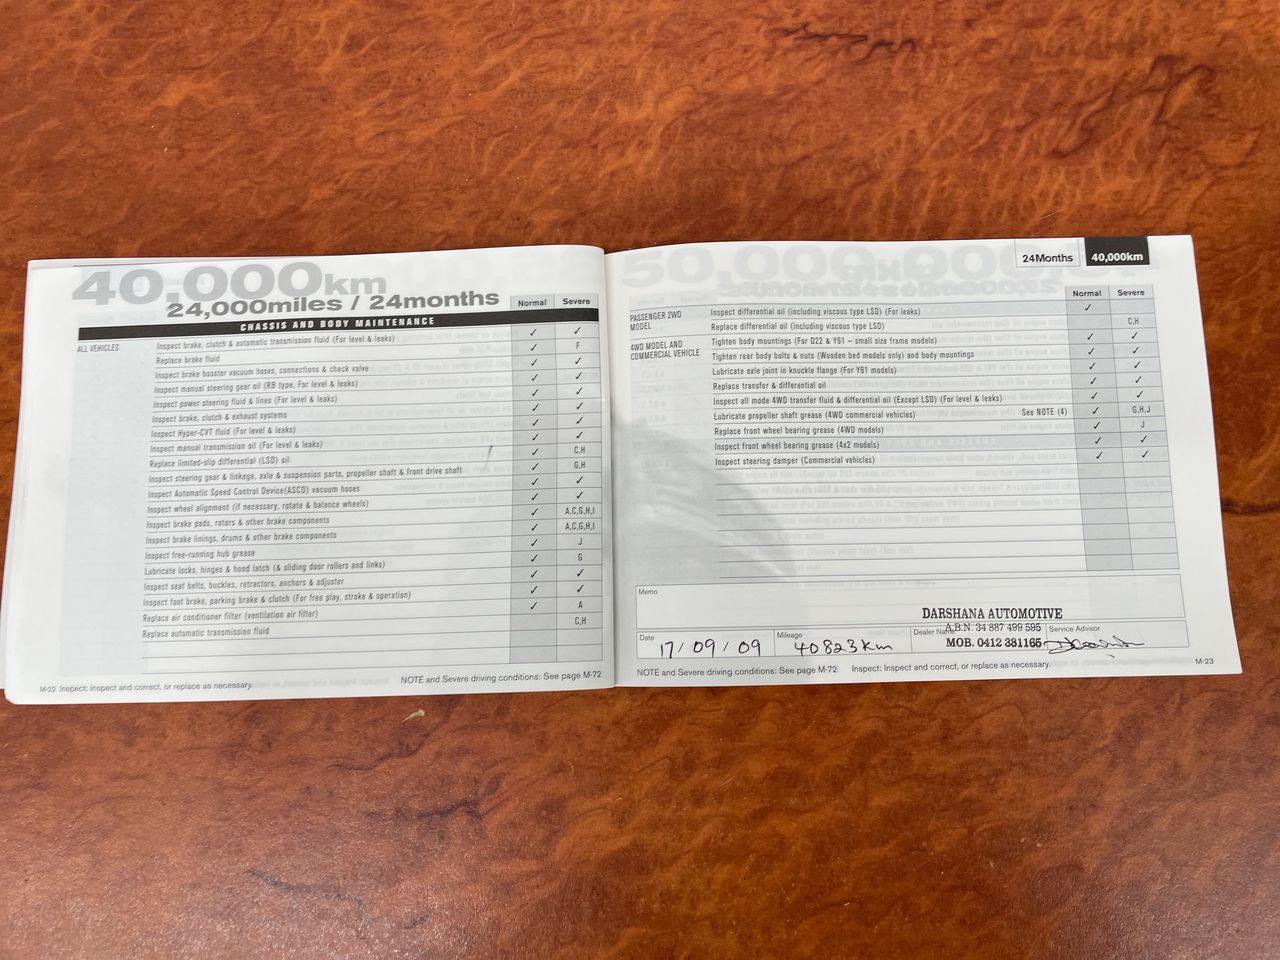 40,000km
24,000miles / 24months
Normal Severe
CHASSIS AND BODY MAINTENANCE
ALL VEHICLES
Inspect brake, clutch & automatic transmission fluid (For level & leaks) ✓ ✓
Replace brake fluid ✓ F
Inspect brake booster vacuum hoses, connections & check valve ✓ ✓
Inspect manual steering gear oil (RB type, For level & leaks) ✓ ✓
Inspect power steering fluid & lines (For level & leaks) ✓ ✓
Inspect brake, clutch & exhaust systems ✓ ✓
Inspect Hyper-CVT fluid (For level & leaks) ✓ ✓
Inspect manual transmission oil (For level & leaks) ✓ ✓
Replace limited-slip differential (LSD) oil ✓ C,H
Inspect steering gear & linkage, axle & suspension parts, propeller shaft & front drive shaft ✓ G,H
Inspect Automatic Speed Control Device(ASCD) vacuum hoses ✓ ✓
Inspect wheel alignment (if necessary, rotate & balance wheels) ✓ ✓
Inspect brake pads, rotors & other brake components ✓ A,C,G,H,I
Inspect brake linings, drums & other brake components ✓ A,C,G,H,I
Inspect free-running hub grease ✓ J
Lubricate locks, hinges & hood latch (& sliding door rollers and links) ✓ G
Inspect seat belts, buckles, retractors, anchors & adjuster ✓ ✓
Inspect foot brake, parking brake & clutch (For free play, stroke & operation) ✓ ✓
Replace air conditioner filter (ventilation air filter) ✓ A
Replace automatic transmission fluid C,H
M-22 Inspect: Inspect and correct, or replace as necessary.
NOTE and Severe driving conditions: See page M-72
24Months 40,000km
Normal Severe
PASSENGER 2WD
MODEL
Inspect differential oil (including viscous type LSD) (For leaks) ✓
Replace differential oil (including viscous type LSD) C,H
4WD MODEL AND
COMMERCIAL VEHICLE
Tighten body mountings (For D22 & Y61 - small size frame models) ✓ ✓
Tighten rear body bolts & nuts (Wooden bed models only) and body mountings ✓ ✓
Lubricate axle joint in knuckle flange (For Y61 models) ✓ ✓
Replace transfer & differential oil ✓ ✓
Inspect all mode 4WD transfer fluid & differential oil (Except LSD) (For level & leaks) ✓ ✓
Lubricate propeller shaft grease (4WD commercial vehicles) See NOTE (4) ✓ G,H,J
Replace front wheel bearing grease (4WD models) ✓ J
Inspect front wheel bearing grease (4x2 models) ✓ ✓
Inspect steering damper (Commercial vehicles) ✓ ✓
Memo
DARSHANA AUTOMOTIVE
A.B.N. 34 887 499 595
MOB. 0412 381165
Date 17/09/09
Mileage 40823km
Dealer Name
Service Advisor
NOTE and Severe driving conditions: See page M-72 Inspect: Inspect and correct, or replace as necessary.
M-23